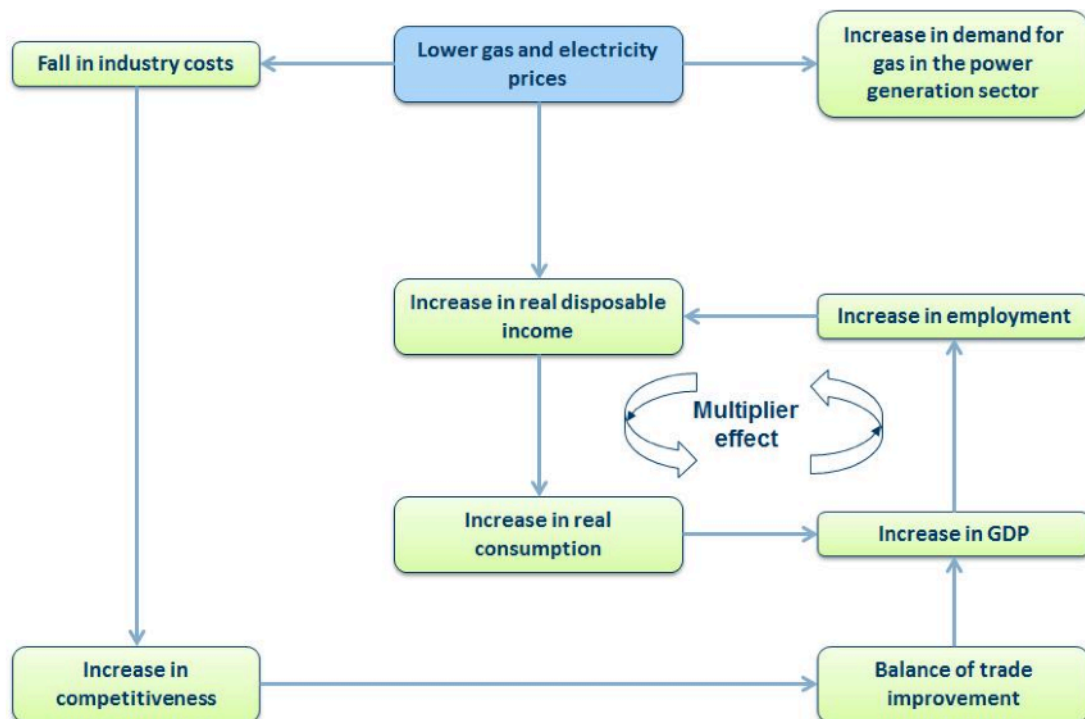 Fall in industry costs
Lower gas and electricity
prices
Increase in demand for
gas in the power
generation sector
Increase in real disposable
income
Increase in employment
Multiplier
effect
Increase in real
consumption
Increase in GDP
Increase in
competitiveness
Balance of trade
improvement